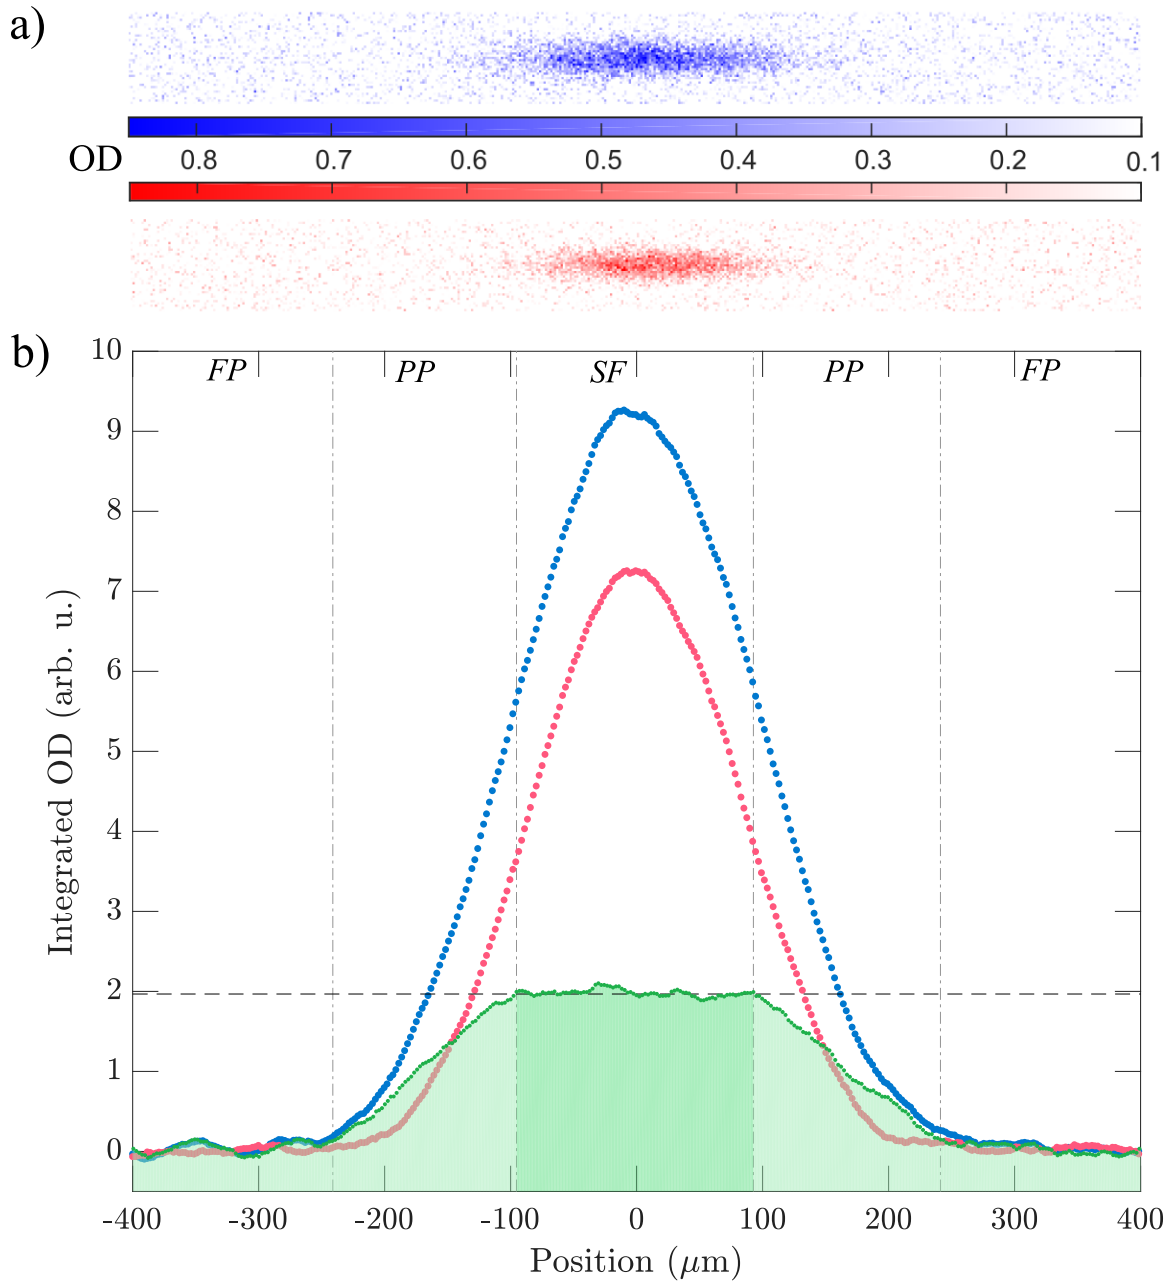 a)
OD 0.8 0.7 0.6 0.5 0.4 0.3 0.2 0.1
b)
FP PP SF PP FP
10
9
8
7
6
5
4
3
2
1
0
Integrated OD (arb. u.)
-400 -300 -200 -100 0 100 200 300 400
Position (μm)